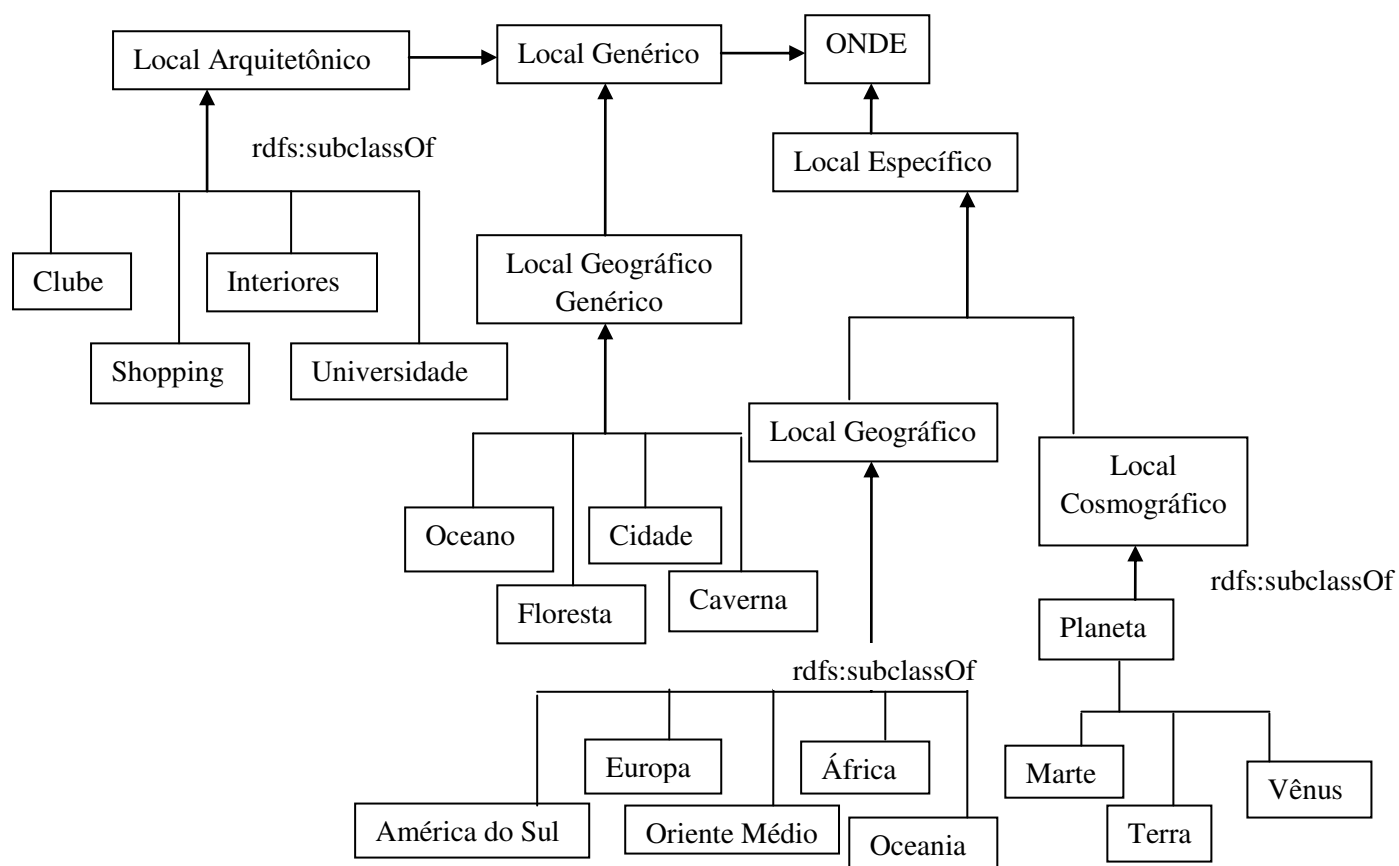 Local Arquitetônico
Local Genérico
ONDE
rdfs:subclassOf
Local Específico
Clube
Interiores
Local Geográfico
Genérico
Shopping
Universidade
Local Geográfico
Local
Cosmográfico
Oceano
Cidade
Floresta
Caverna
rdfs:subclassOf
Planeta
rdfs:subclassOf
Europa
África
Marte
Vênus
América do Sul
Oriente Médio
Oceania
Terra